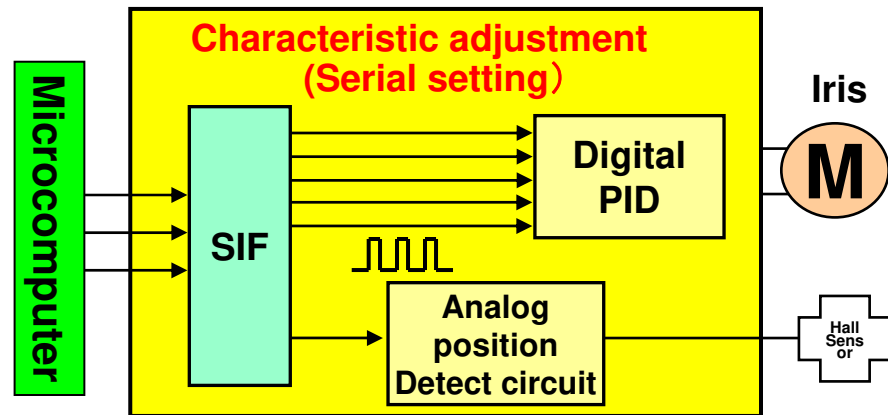 Characteristic adjustment
(Serial setting）
Microcomputer
SIF
Digital
PID
Iris
M
Analog
position
Detect circuit
Hall
Sens
or